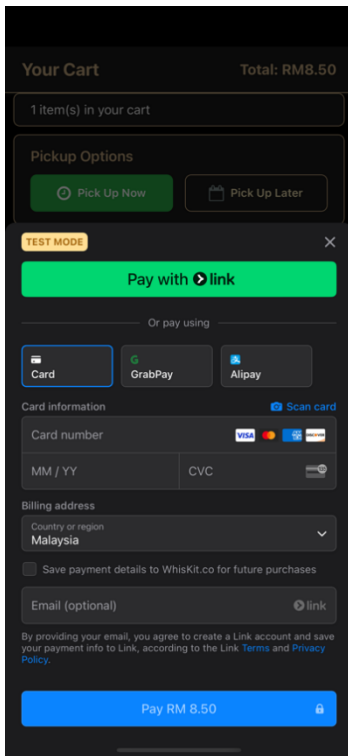 Your Cart
Total: RM8.50
1 item(s) in your cart
Pickup Options
Pick Up Now
Pick Up Later
TEST MODE
Pay with link
Or pay using
Card
GrabPay
Alipay
Card information
Scan card
Card number
VISA
DISCOVER
MM / YY
CVC
Billing address
Country or region
Malaysia
Save payment details to WhisKit.co for future purchases
Email (optional)
link
By providing your email, you agree to create a Link account and save
your payment info to Link, according to the Link Terms and Privacy
Policy.
Pay RM 8.50